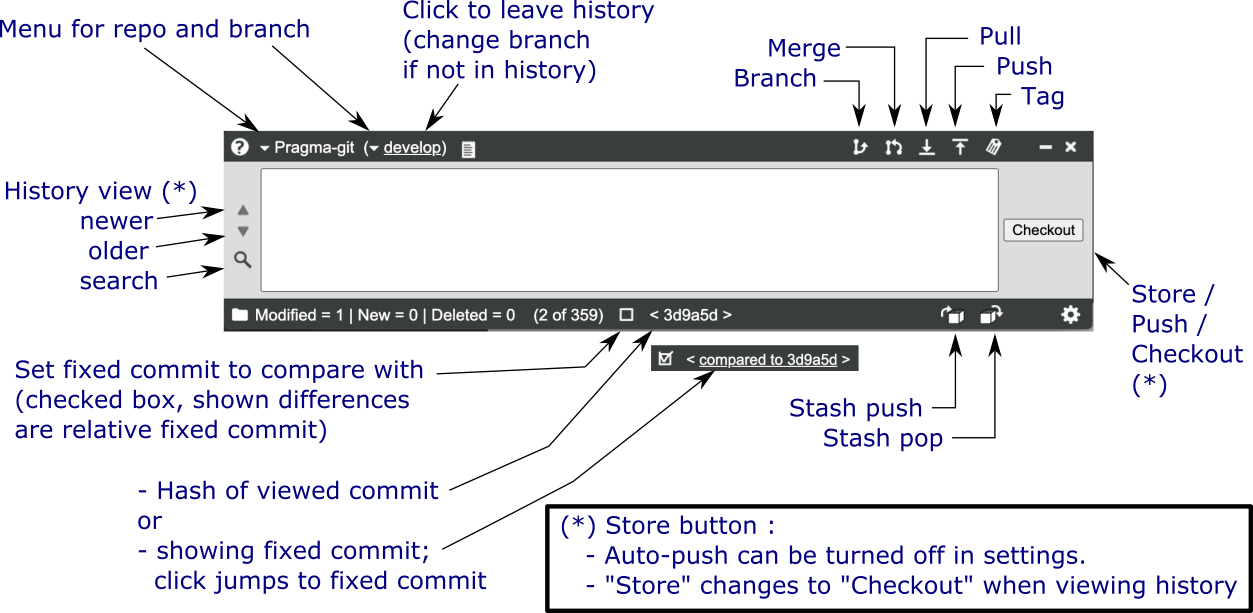 Click to leave history
(change branch
if not in history)
Menu for repo and branch
Pull
Merge
Push
Branch
Tag
Pragma-git (develop)
History view (*)
newer
older
search
Checkout
Store /
Push /
Checkout
(*)
Modified = 1 | New = 0 | Deleted = 0 (2 of 359) < 3d9a5d >
< compared to 3d9a5d >
Set fixed commit to compare with
(checked box, shown differences
are relative fixed commit)
Stash push
Stash pop
- Hash of viewed commit
or
- showing fixed commit;
click jumps to fixed commit
(*) Store button :
- Auto-push can be turned off in settings.
- "Store" changes to "Checkout" when viewing history